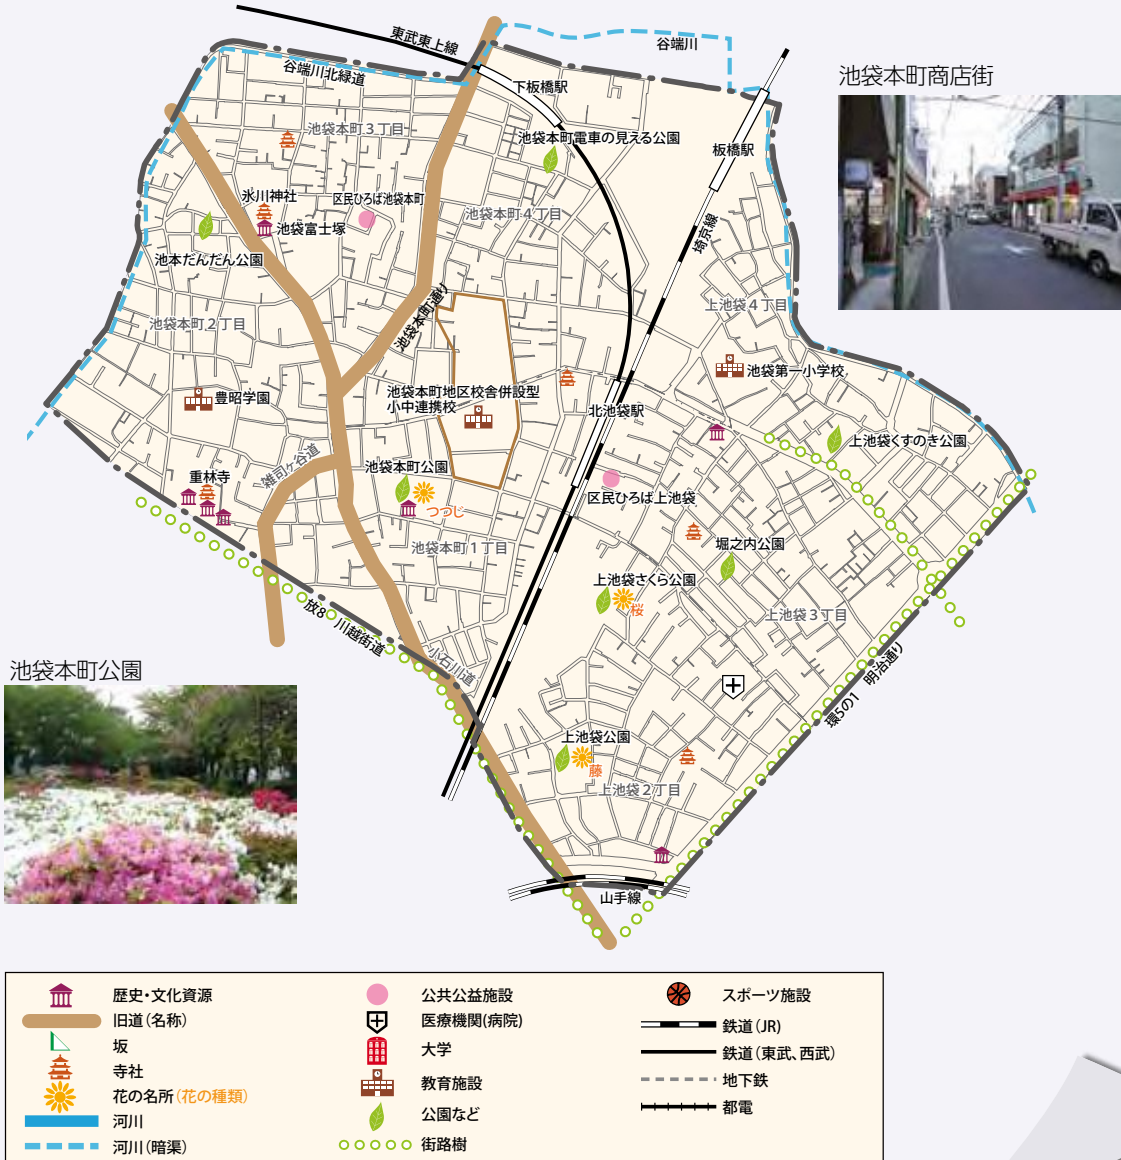 東武東上線
谷端川
谷端川北緑道
下板橋駅
池袋本町商店街
池袋本町3丁目
池袋本町電車の見える公園
板橋駅
氷川神社
区民ひろば池袋本町
池袋本町4丁目
池袋富士塚
埼京線
池本だんだん公園
上池袋4丁目
池袋本町2丁目
池袋本町通り
池袋第一小学校
豊昭学園
池袋本町地区校舎併設型
小中連携校
北池袋駅
上池袋くすのき公園
雑司ヶ谷道
池袋本町公園
重林寺
つつじ
区民ひろば上池袋
池袋本町1丁目
堀之内公園
上池袋さくら公園
桜
上池袋3丁目
放8 川越街道
小石川道
池袋本町公園
環5の1 明治通り
上池袋公園
藤
上池袋2丁目
山手線
歴史・文化資源
旧道(名称)
坂
寺社
花の名所(花の種類)
河川
河川(暗渠)
公共公益施設
医療機関(病院)
大学
教育施設
公園など
街路樹
スポーツ施設
鉄道(JR)
鉄道(東武、西武)
地下鉄
都電